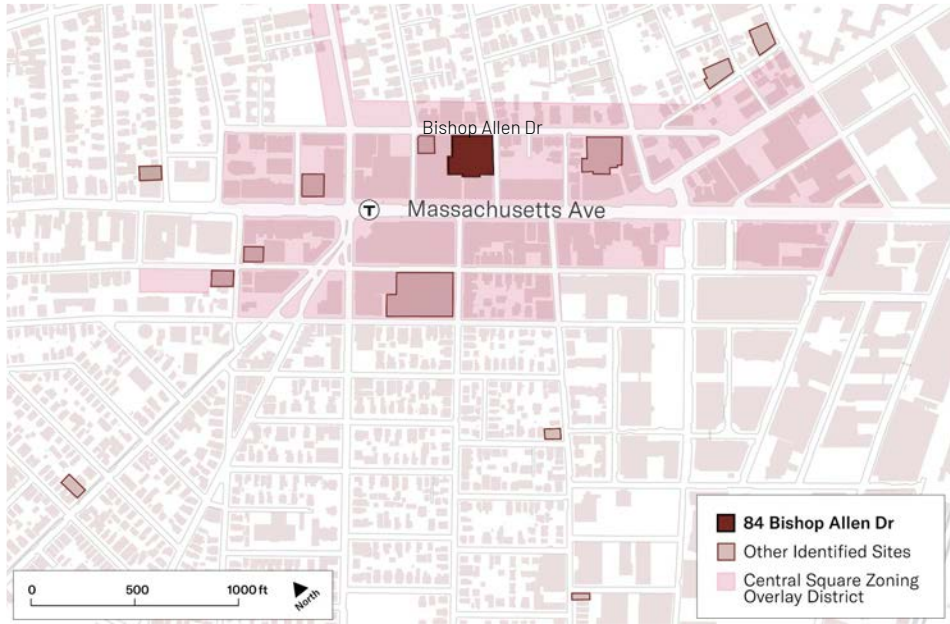 Bishop Allen Dr
T Massachusetts Ave
84 Bishop Allen Dr
Other Identified Sites
Central Square Zoning
Overlay District
0 500 1000 ft
North